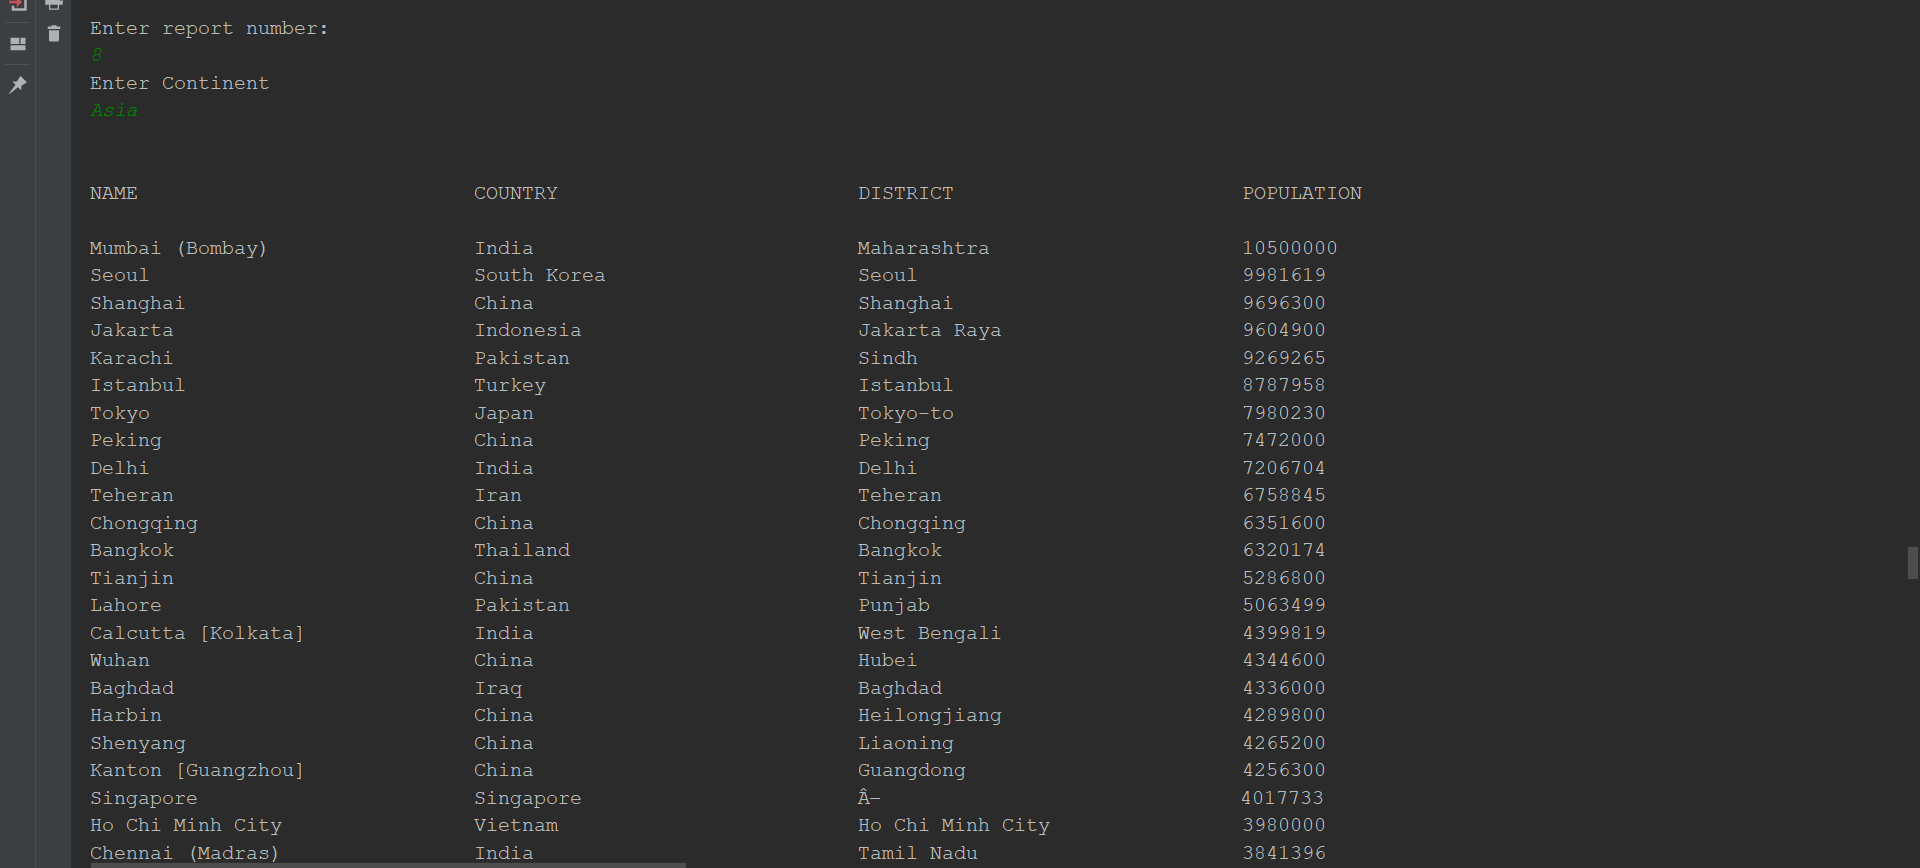 Enter report number:
8
Enter Continent
Asia
NAME COUNTRY DISTRICT POPULATION
Mumbai (Bombay) India Maharashtra 10500000
Seoul South Korea Seoul 9981619
Shanghai China Shanghai 9696300
Jakarta Indonesia Jakarta Raya 9604900
Karachi Pakistan Sindh 9269265
Istanbul Turkey Istanbul 8787958
Tokyo Japan Tokyo-to 7980230
Peking China Peking 7472000
Delhi India Delhi 7206704
Teheran Iran Teheran 6758845
Chongqing China Chongqing 6351600
Bangkok Thailand Bangkok 6320174
Tianjin China Tianjin 5286800
Lahore Pakistan Punjab 5063499
Calcutta [Kolkata] India West Bengali 4399819
Wuhan China Hubei 4344600
Baghdad Iraq Baghdad 4336000
Harbin China Heilongjiang 4289800
Shenyang China Liaoning 4265200
Kanton [Guangzhou] China Guangdong 4256300
Singapore Singapore Â– 4017733
Ho Chi Minh City Vietnam Ho Chi Minh City 3980000
Chennai (Madras) India Tamil Nadu 3841396